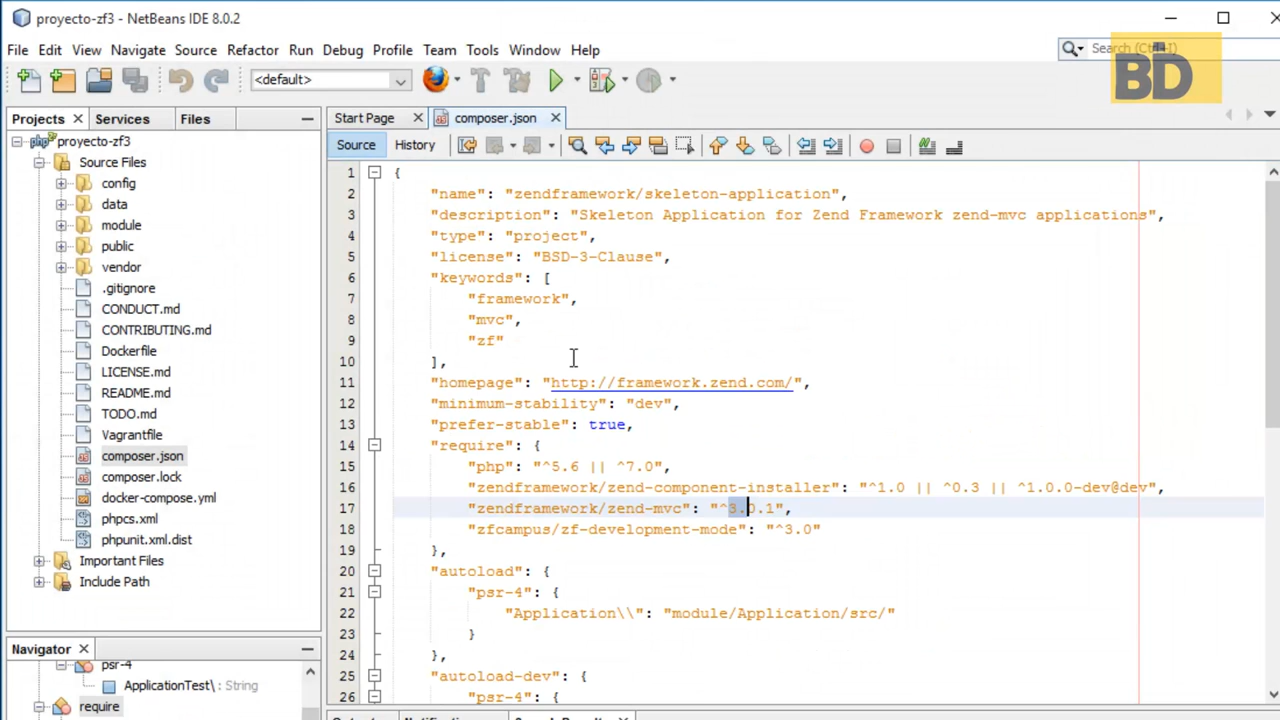 proyecto-zf3 - NetBeans IDE 8.0.2
File Edit View Navigate Source Refactor Run Debug Profile Team Tools Window Help
Search (Ctrl+I)
BD
<default>
Projects Services Files
Start Page composer.json
Source History
proyecto-zf3
Source Files
config
data
module
public
vendor
.gitignore
CONDUCT.md
CONTRIBUTING.md
Dockerfile
LICENSE.md
README.md
TODO.md
Vagrantfile
composer.json
composer.lock
docker-compose.yml
phpcs.xml
phpunit.xml.dist
Important Files
Include Path
Navigator
psr-4
ApplicationTest\ : String
require
1 {
2 "name": "zendframework/skeleton-application",
3 "description": "Skeleton Application for Zend Framework zend-mvc applications",
4 "type": "project",
5 "license": "BSD-3-Clause",
6 "keywords": [
7 "framework",
8 "mvc",
9 "zf"
10 ],
11 "homepage": "http://framework.zend.com/",
12 "minimum-stability": "dev",
13 "prefer-stable": true,
14 "require": {
15 "php": "^5.6 || ^7.0",
16 "zendframework/zend-component-installer": "^1.0 || ^0.3 || ^1.0.0-dev@dev",
17 "zendframework/zend-mvc": "^3.0.1",
18 "zfcampus/zf-development-mode": "^3.0"
19 },
20 "autoload": {
21 "psr-4": {
22 "Application\\": "module/Application/src/"
23 }
24 },
25 "autoload-dev": {
26 "psr-4": {